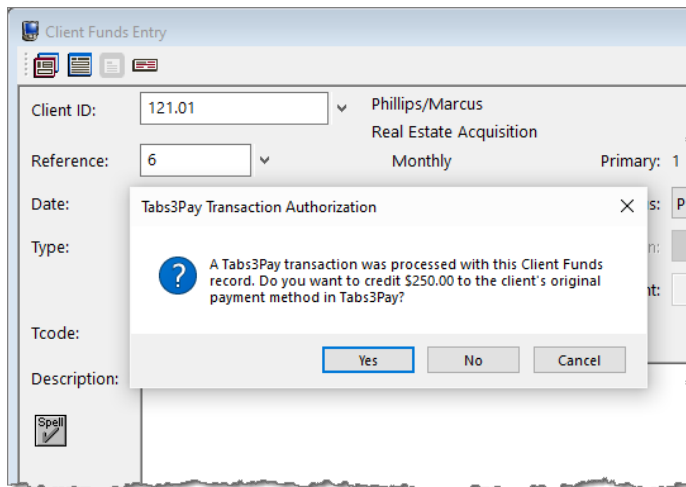 Client Funds Entry
Client ID: 121.01 Phillips/Marcus
Real Estate Acquisition
Reference: 6 Monthly Primary: 1
Date: s: P
Tabs3Pay Transaction Authorization
Type: n:
A Tabs3Pay transaction was processed with this Client Funds
record. Do you want to credit $250.00 to the client's original
payment method in Tabs3Pay?
nt:
Tcode:
Yes No Cancel
Description:
Spell